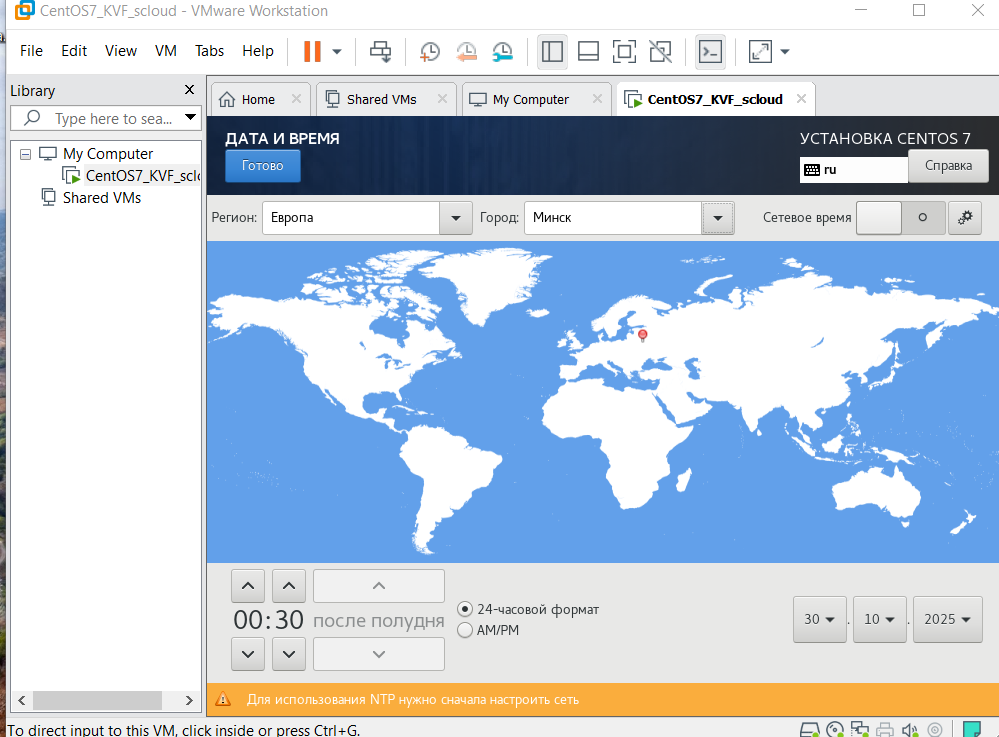 CentOS7_KVF_scloud - VMware Workstation
File Edit View VM Tabs Help
Library
Type here to sea...
My Computer
CentOS7_KVF_scl
Shared VMs
Home Shared VMs My Computer CentOS7_KVF_scloud
ДАТА И ВРЕМЯ
Готово
УСТАНОВКА CENTOS 7
ru
Справка
Регион: Европа Город: Минск Сетевое время
00:30 после полудня
24-часовой формат
AM/PM
30. 10. 2025
Для использования NTP нужно сначала настроить сеть
To direct input to this VM, click inside or press Ctrl+G.